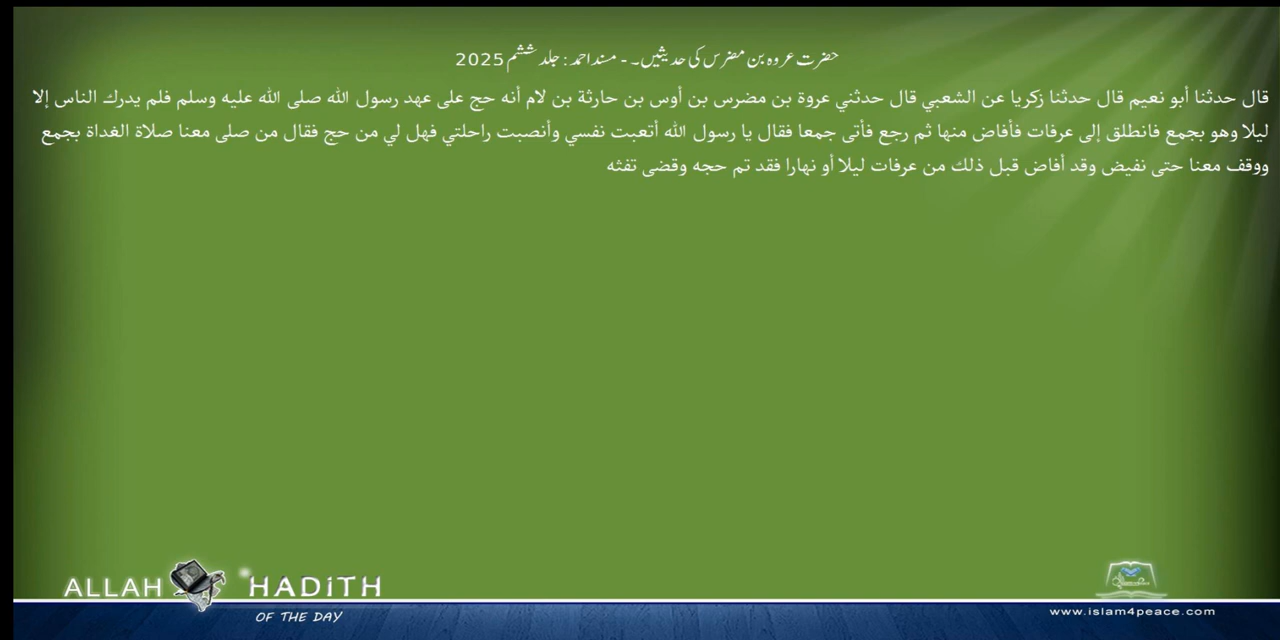 حضرت عروہ بن مضرس کی حدیثیں۔ - مسند احمد : جلد ششم 2025
قال حدثنا أبو نعيم قال حدثنا زكريا عن الشعبي قال حدثني عروة بن مضرس بن أوس بن حارثة بن لام أنه حج على عهد رسول الله صلى الله عليه وسلم فلم يدرك الناس إلا
ليلا وهو بجمع فانطلق إلى عرفات فأفاض منها ثم رجع فأتى جمعا فقال يا رسول الله أتعبت نفسي وأنصبت راحلتي فهل لي من حج فقال من صلى معنا صلاة الغداة بجمع
ووقف معنا حتى نفيض وقد أفاض قبل ذلك من عرفات ليلا أو نهارا فقد تم حجه وقضى تفثه
ALLAH HADITH
OF THE DAY
www.islam4peace.com